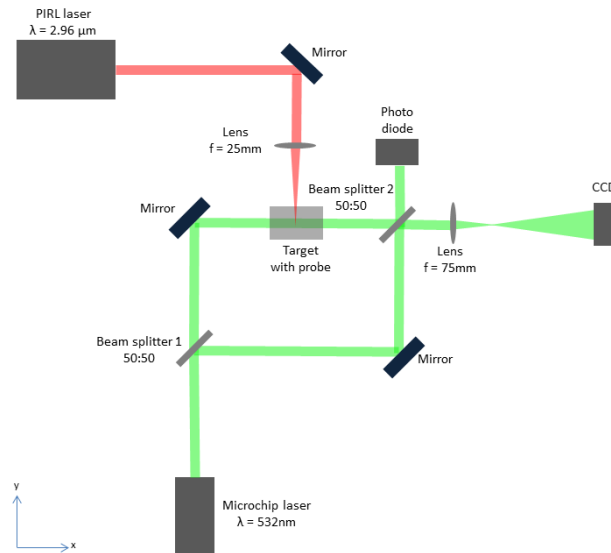 PIRL laser
λ = 2.96 µm
Mirror
Photo
diode
Lens
f = 25mm
Beam splitter 2
50:50
CCD
Mirror
Target
with probe
Lens
f = 75mm
Beam splitter 1
50:50
Mirror
y
x
Microchip laser
λ = 532nm